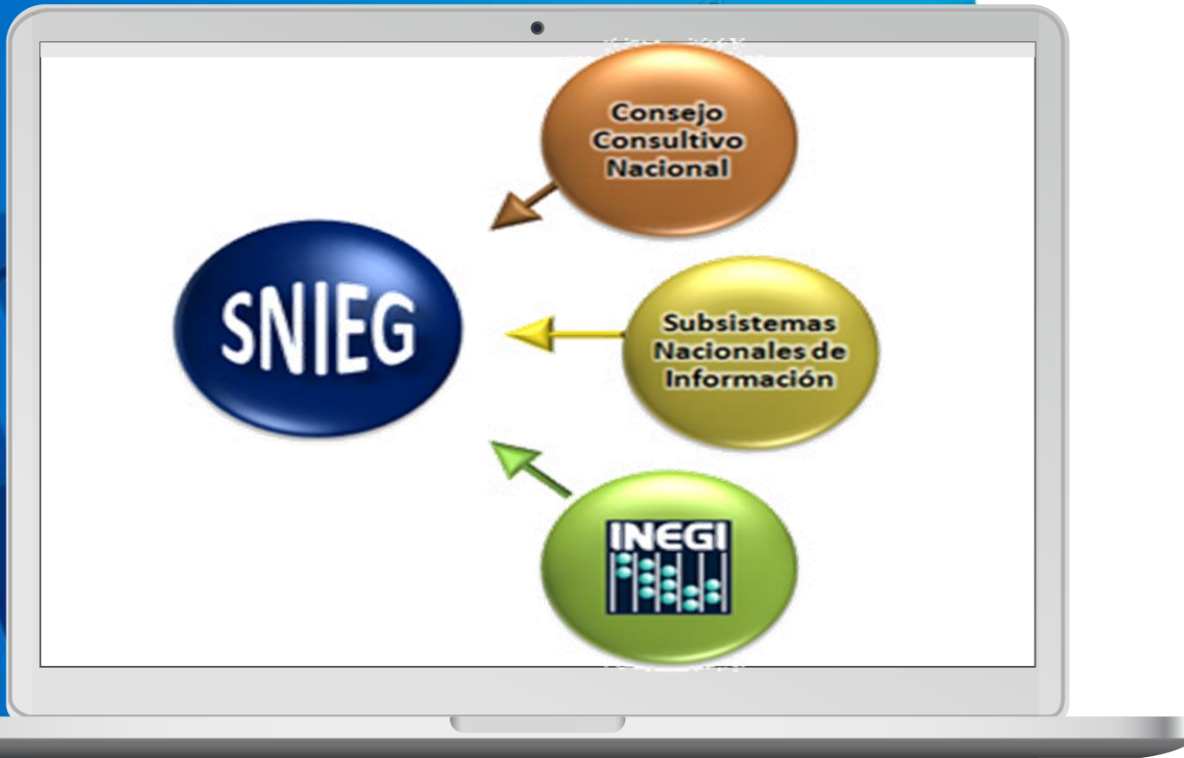 Consejo
Consultivo
Nacional
SNIEG
Subsistemas
Nacionales de
Información
INEGI